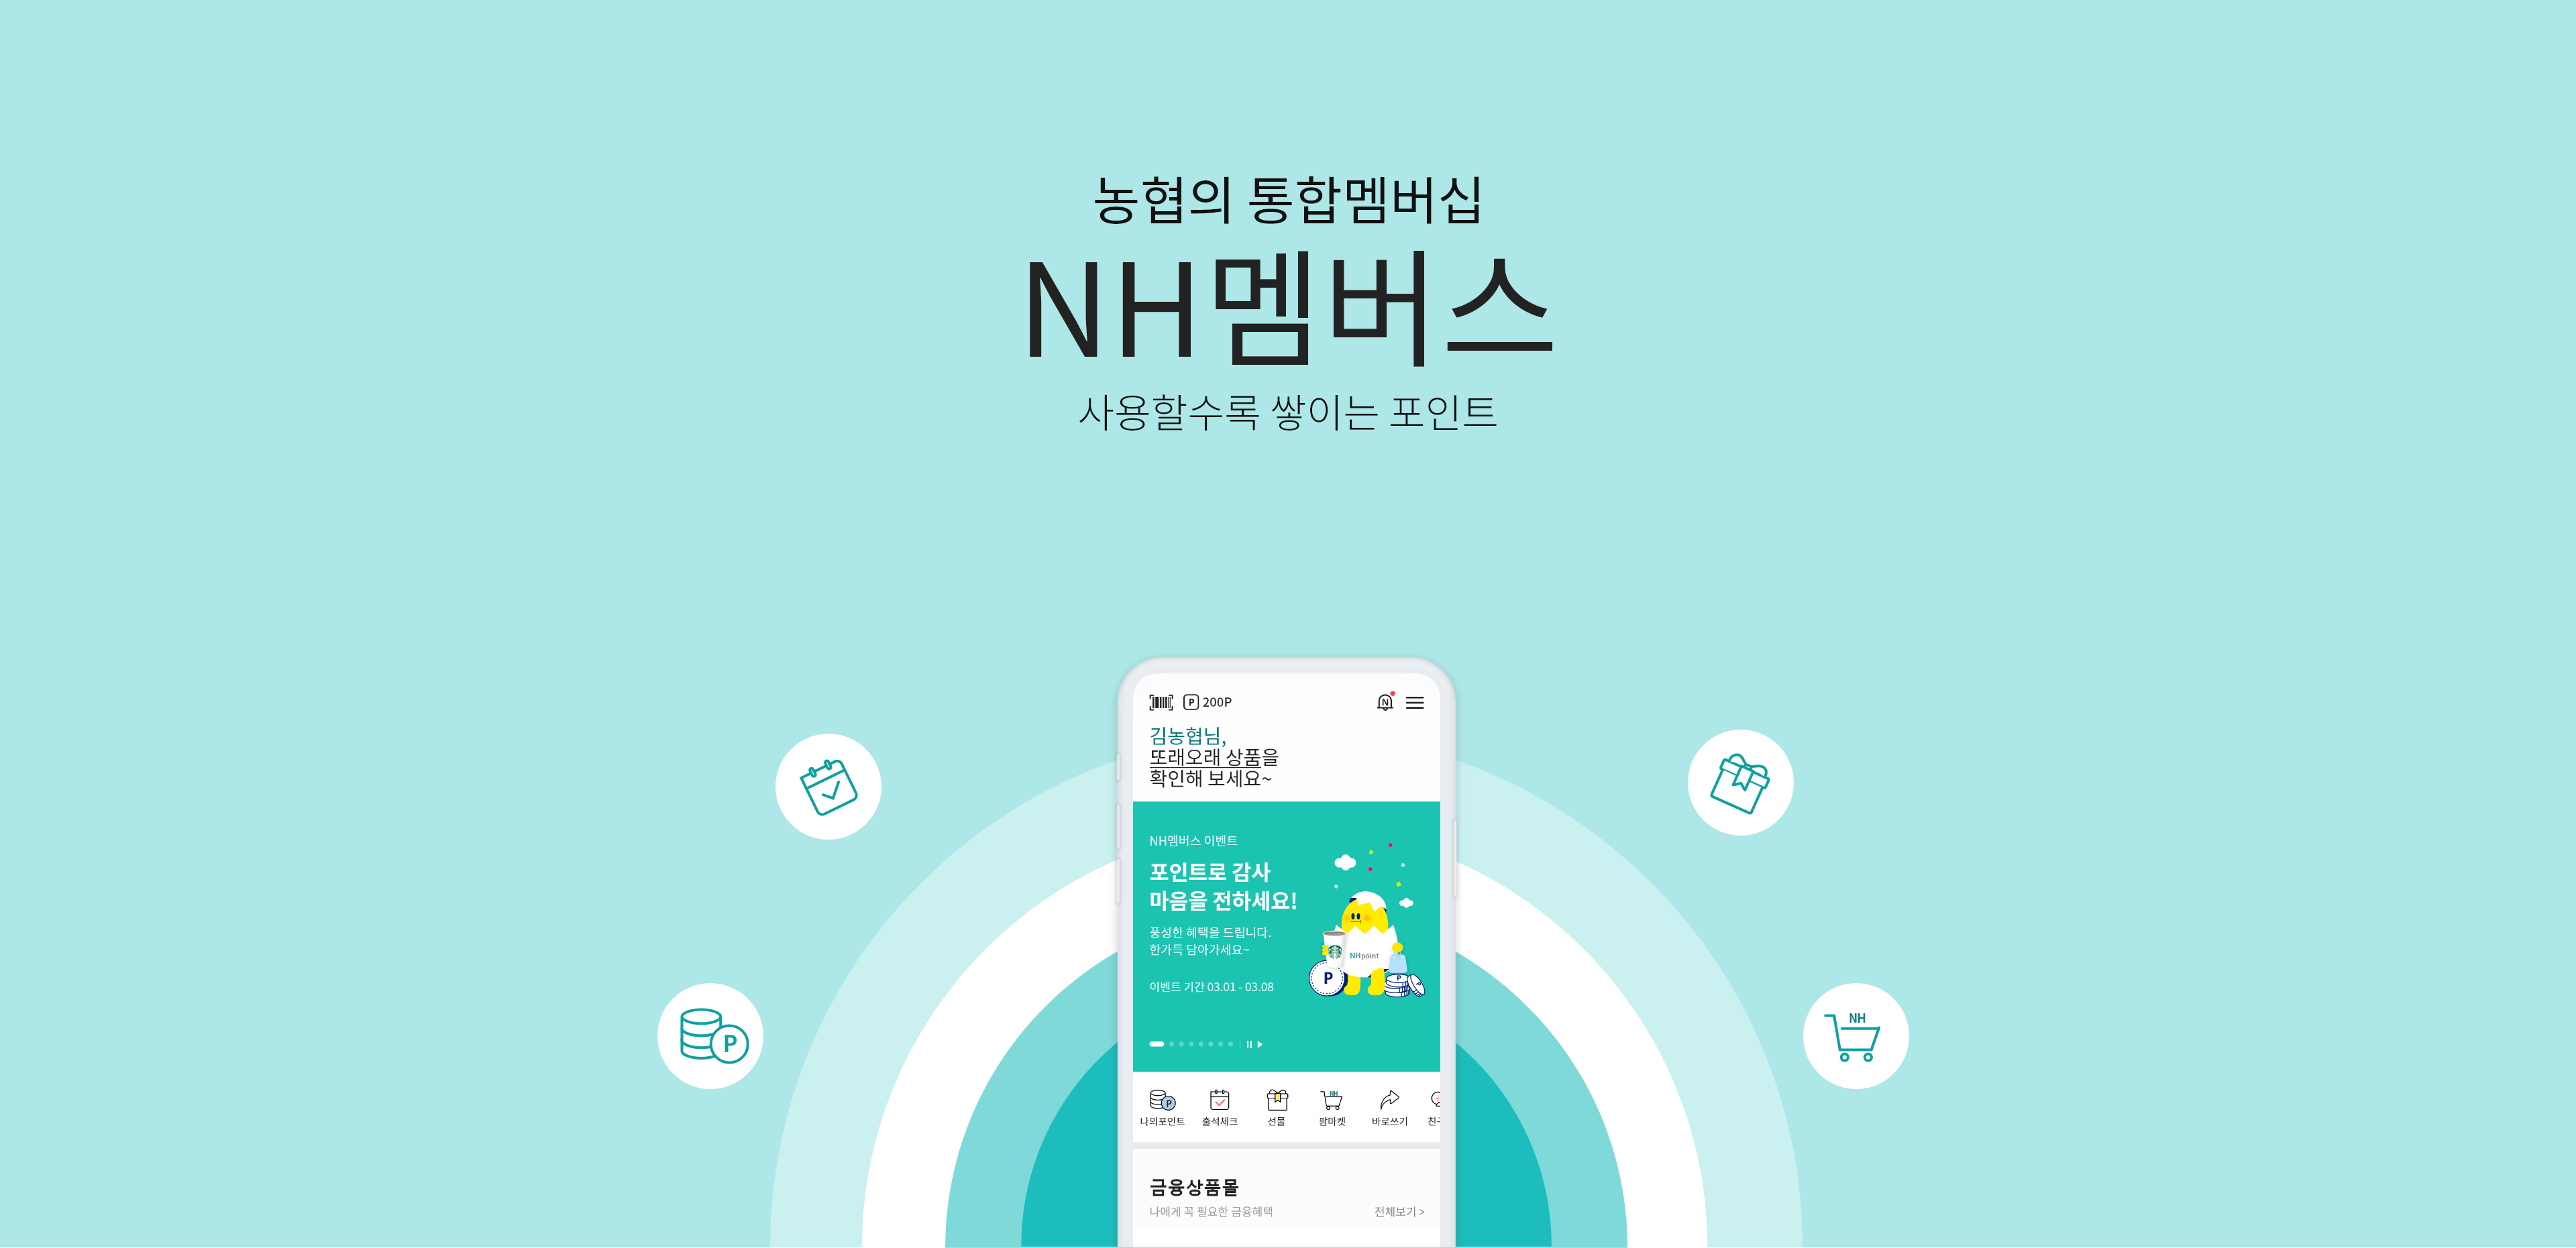 농협의 통합멤버십
NH멤버스
사용할수록 쌓이는 포인트
P 200P N
김농협님,
또래오래 상품을
확인해 보세요~
NH멤버스 이벤트
포인트로 감사
마음을 전하세요!
풍성한 혜택을 드립니다.
한가득 담아가세요~
NHpoint
P P P
이벤트 기간 03.01 - 03.08
P
NH
P NH
나의포인트 출석체크 선물 팜마켓 바로쓰기 친구
금융상품몰
나에게 꼭 필요한 금융혜택 전체보기 >